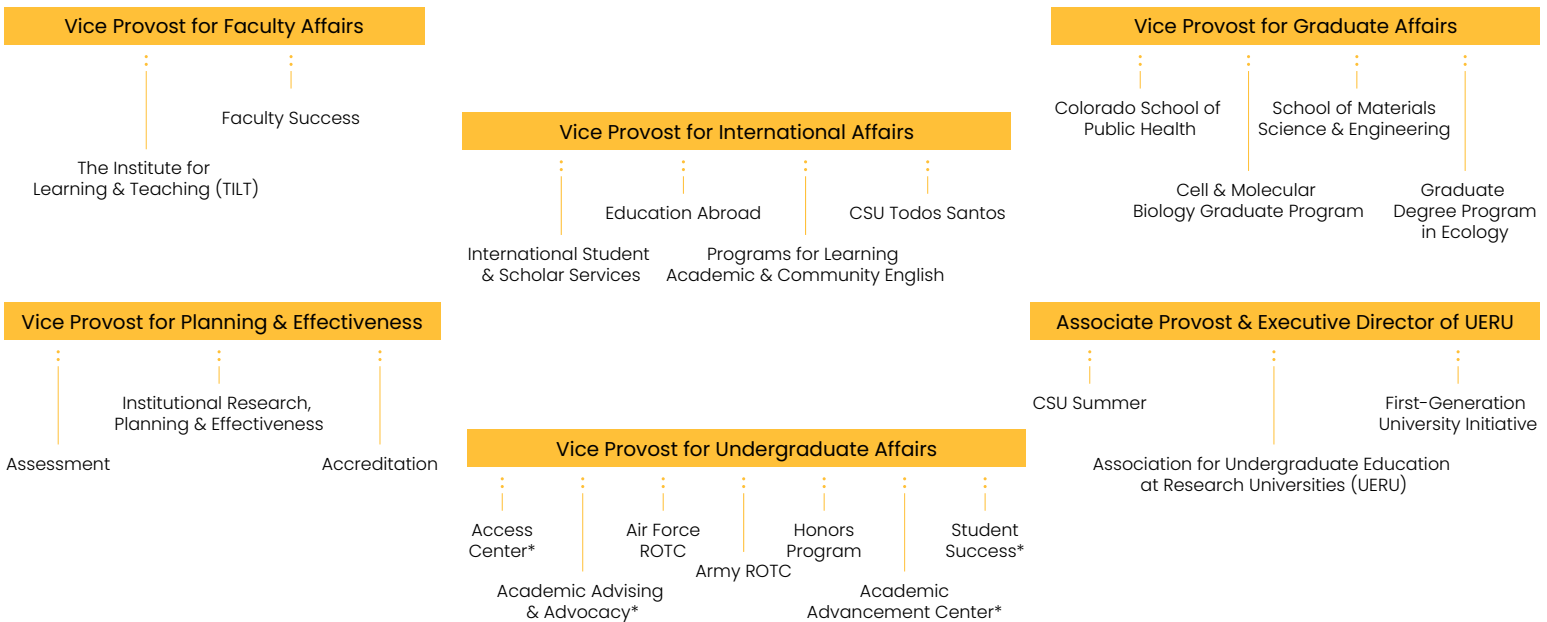 Vice Provost for Faculty Affairs
Faculty Success
The Institute for
Learning & Teaching (TILT)
Vice Provost for International Affairs
Education Abroad
CSU Todos Santos
International Student
& Scholar Services
Programs for Learning
Academic & Community English
Vice Provost for Graduate Affairs
Colorado School of
Public Health
School of Materials
Science & Engineering
Cell & Molecular
Biology Graduate Program
Graduate
Degree Program
in Ecology
Vice Provost for Planning & Effectiveness
Institutional Research,
Planning & Effectiveness
Assessment
Accreditation
Vice Provost for Undergraduate Affairs
Access
Center*
Air Force
ROTC
Honors
Program
Student
Success*
Army ROTC
Academic Advising
& Advocacy*
Academic
Advancement Center*
Associate Provost & Executive Director of UERU
CSU Summer
First-Generation
University Initiative
Association for Undergraduate Education
at Research Universities (UERU)